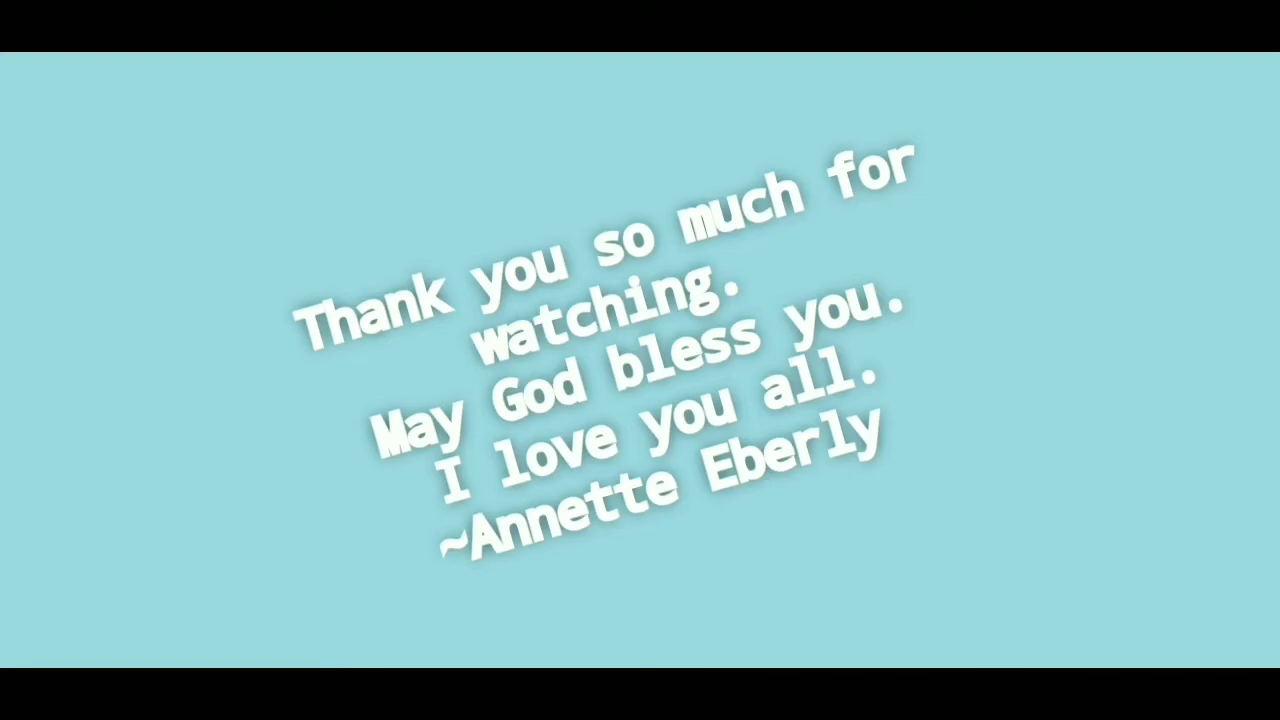 Thank you so much for
watching.
May God bless you.
I love you all.
~Annette Eberly